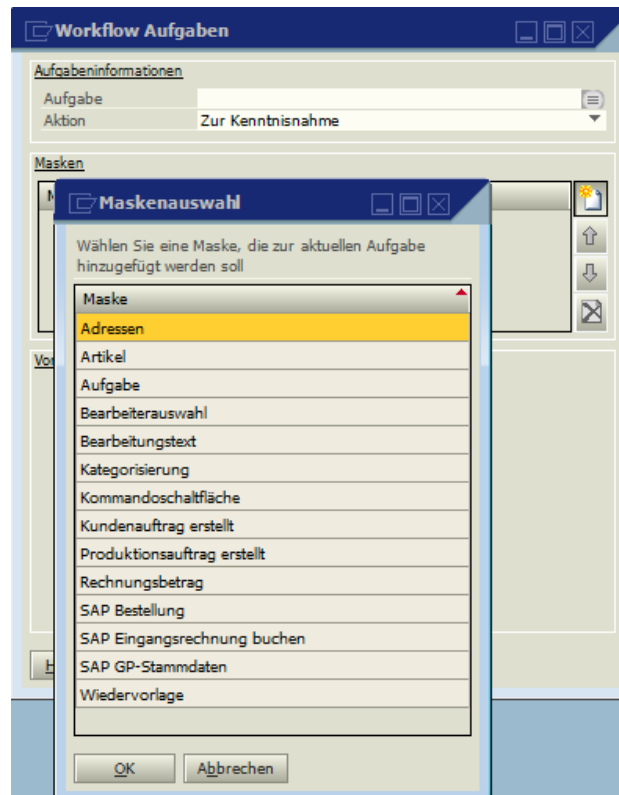 Workflow Aufgaben
Aufgabeninformationen
Aufgabe
Aktion Zur Kenntnisnahme
Masken
Maskenauswahl
Wählen Sie eine Maske, die zur aktuellen Aufgabe
hinzugefügt werden soll
Maske
Adressen
Artikel
Aufgabe
Bearbeiterauswahl
Bearbeitungstext
Kategorisierung
Kommandoschaltfläche
Kundenauftrag erstellt
Produktionsauftrag erstellt
Rechnungsbetrag
SAP Bestellung
SAP Eingangsrechnung buchen
SAP GP-Stammdaten
Wiedervorlage
OK Abbrechen